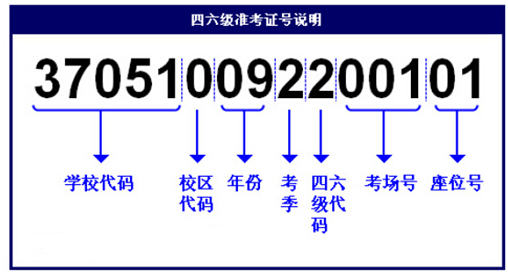 四六级准考证号说明
370510092200101
学校代码
校区
代码
年份
考
季
四六
级代
码
考场号
座位号